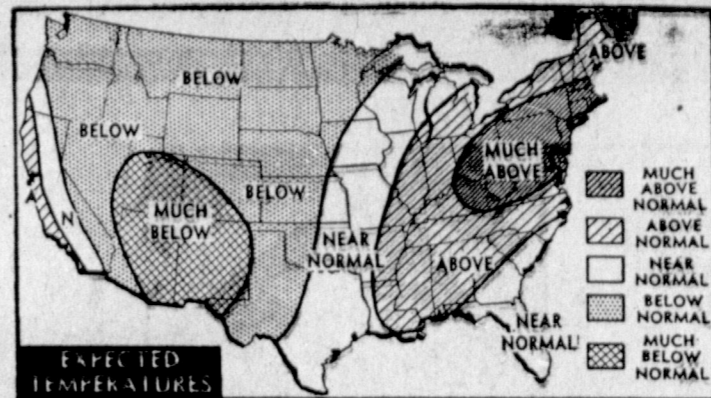 ABOVE
BELOW
BELOW
MUCH
ABOVE
MUCH
ABOVE
NORMAL
A
N
MUCH
BELOW
BELOW
NEAR
NORMAL
ABOVE
ABOVE
NORMAL
NEAR
NORMAL
NEAR
NORMAL
BELOW
NORMAL
MUCH
BELOW
NORMAL
EXPECTED
TEMPERATURES